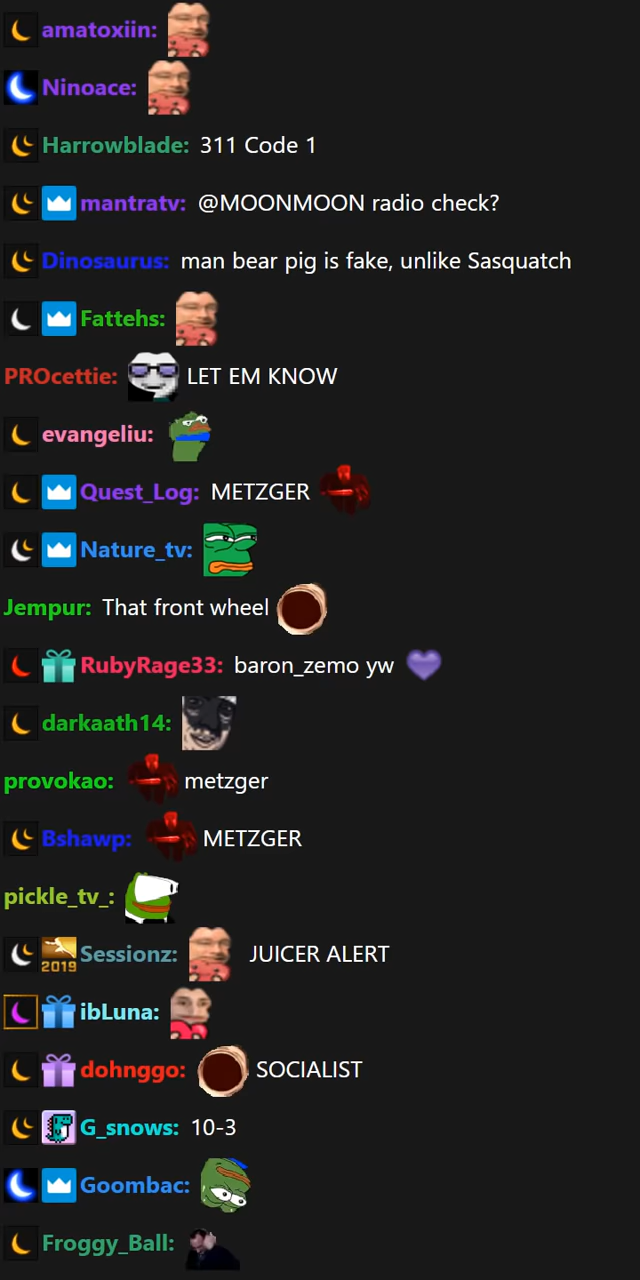 amatoxiin:
Ninoace:
Harrowblade: 311 Code 1
mantratv: @MOONMOON radio check?
Dinosaurus: man bear pig is fake, unlike Sasquatch
Fattehs:
PROcettie: LET EM KNOW
evangeliu:
Quest_Log: METZGER
Nature_tv:
Jempur: That front wheel
RubyRage33: baron_zemo yw
darkaath14:
provokao: metzger
Bshawp: METZGER
pickle_tv_:
2019 Sessionz: JUICER ALERT
ibLuna:
dohnggo: SOCIALIST
G_snows: 10-3
Goombac:
Froggy_Ball: